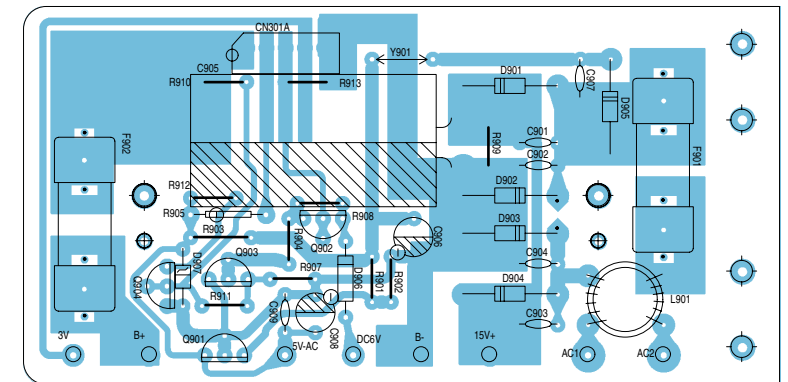 CN301A
Y901
C905
R910
R913
D901
C907
D905
F902
R909
C901
C902
F901
R912
D902
R905
R908
R903
R904
Q902
C906
D903
Q903
D907
Q904
R907
D906
R901
R902
C904
R911
D904
L901
C909
C908
C903
3V
B+
Q901
5V-AC
DC6V
B-
15V+
AC1
AC2